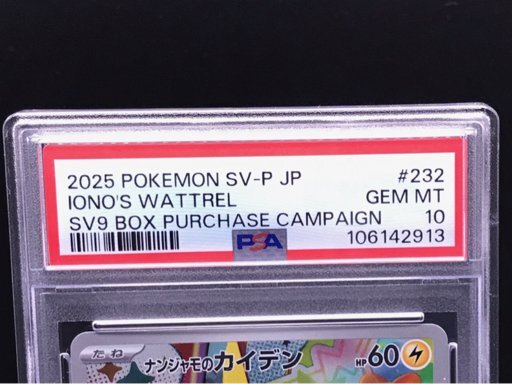 2025 POKEMON SV-P JP #232
IONO'S WATTREL GEM MT
SV9 BOX PURCHASE CAMPAIGN 10
PSA 106142913
たね ナンジャモのカイデン HP60